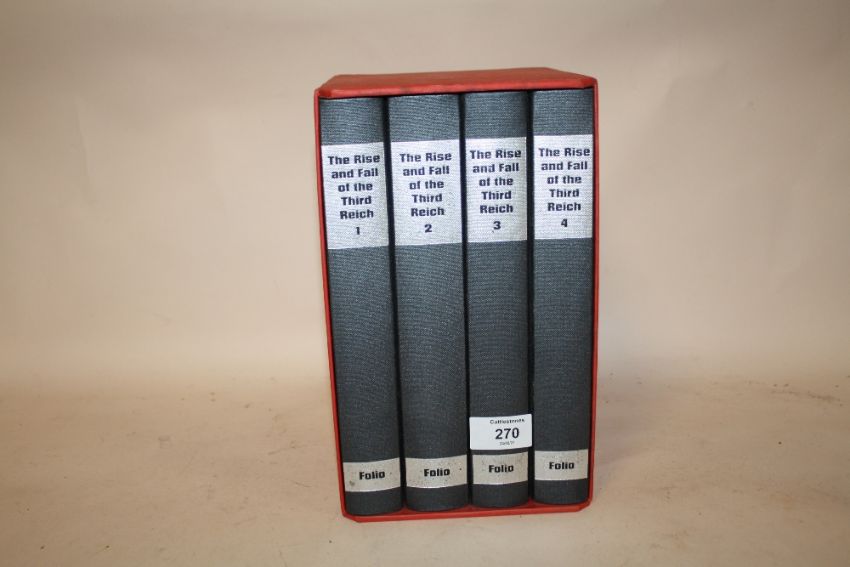 The Rise
and Fall
of the
Third
Reich
1
Folio
The Rise
and Fall
of the
Third
Reich
2
Folio
The Rise
and Fall
of the
Third
Reich
3
Cuttlestones
270
Folio
The Rise
and Fall
of the
Third
Reich
4
Folio